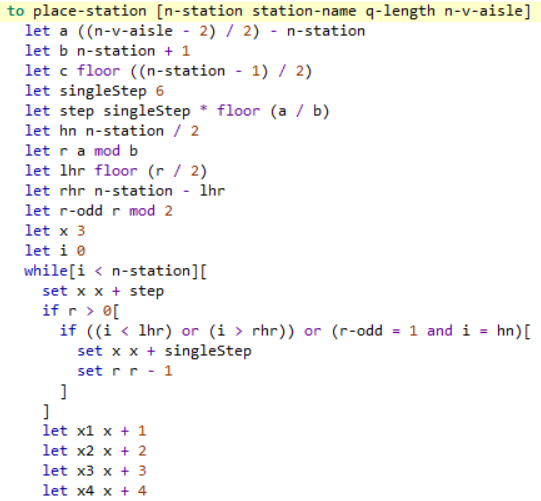 to place-station [n-station station-name q-length n-v-aisle]
let a ((n-v-aisle - 2) / 2) - n-station
let b n-station + 1
let c floor ((n-station - 1) / 2)
let singleStep 6
let step singleStep * floor (a / b)
let hn n-station / 2
let r a mod b
let lhr floor (r / 2)
let rhr n-station - lhr
let r-odd r mod 2
let x 3
let i 0
while[i < n-station][
set x x + step
if r > 0[
if ((i < lhr) or (i > rhr)) or (r-odd = 1 and i = hn)[
set x x + singleStep
set r r - 1
]
]
let x1 x + 1
let x2 x + 2
let x3 x + 3
let x4 x + 4